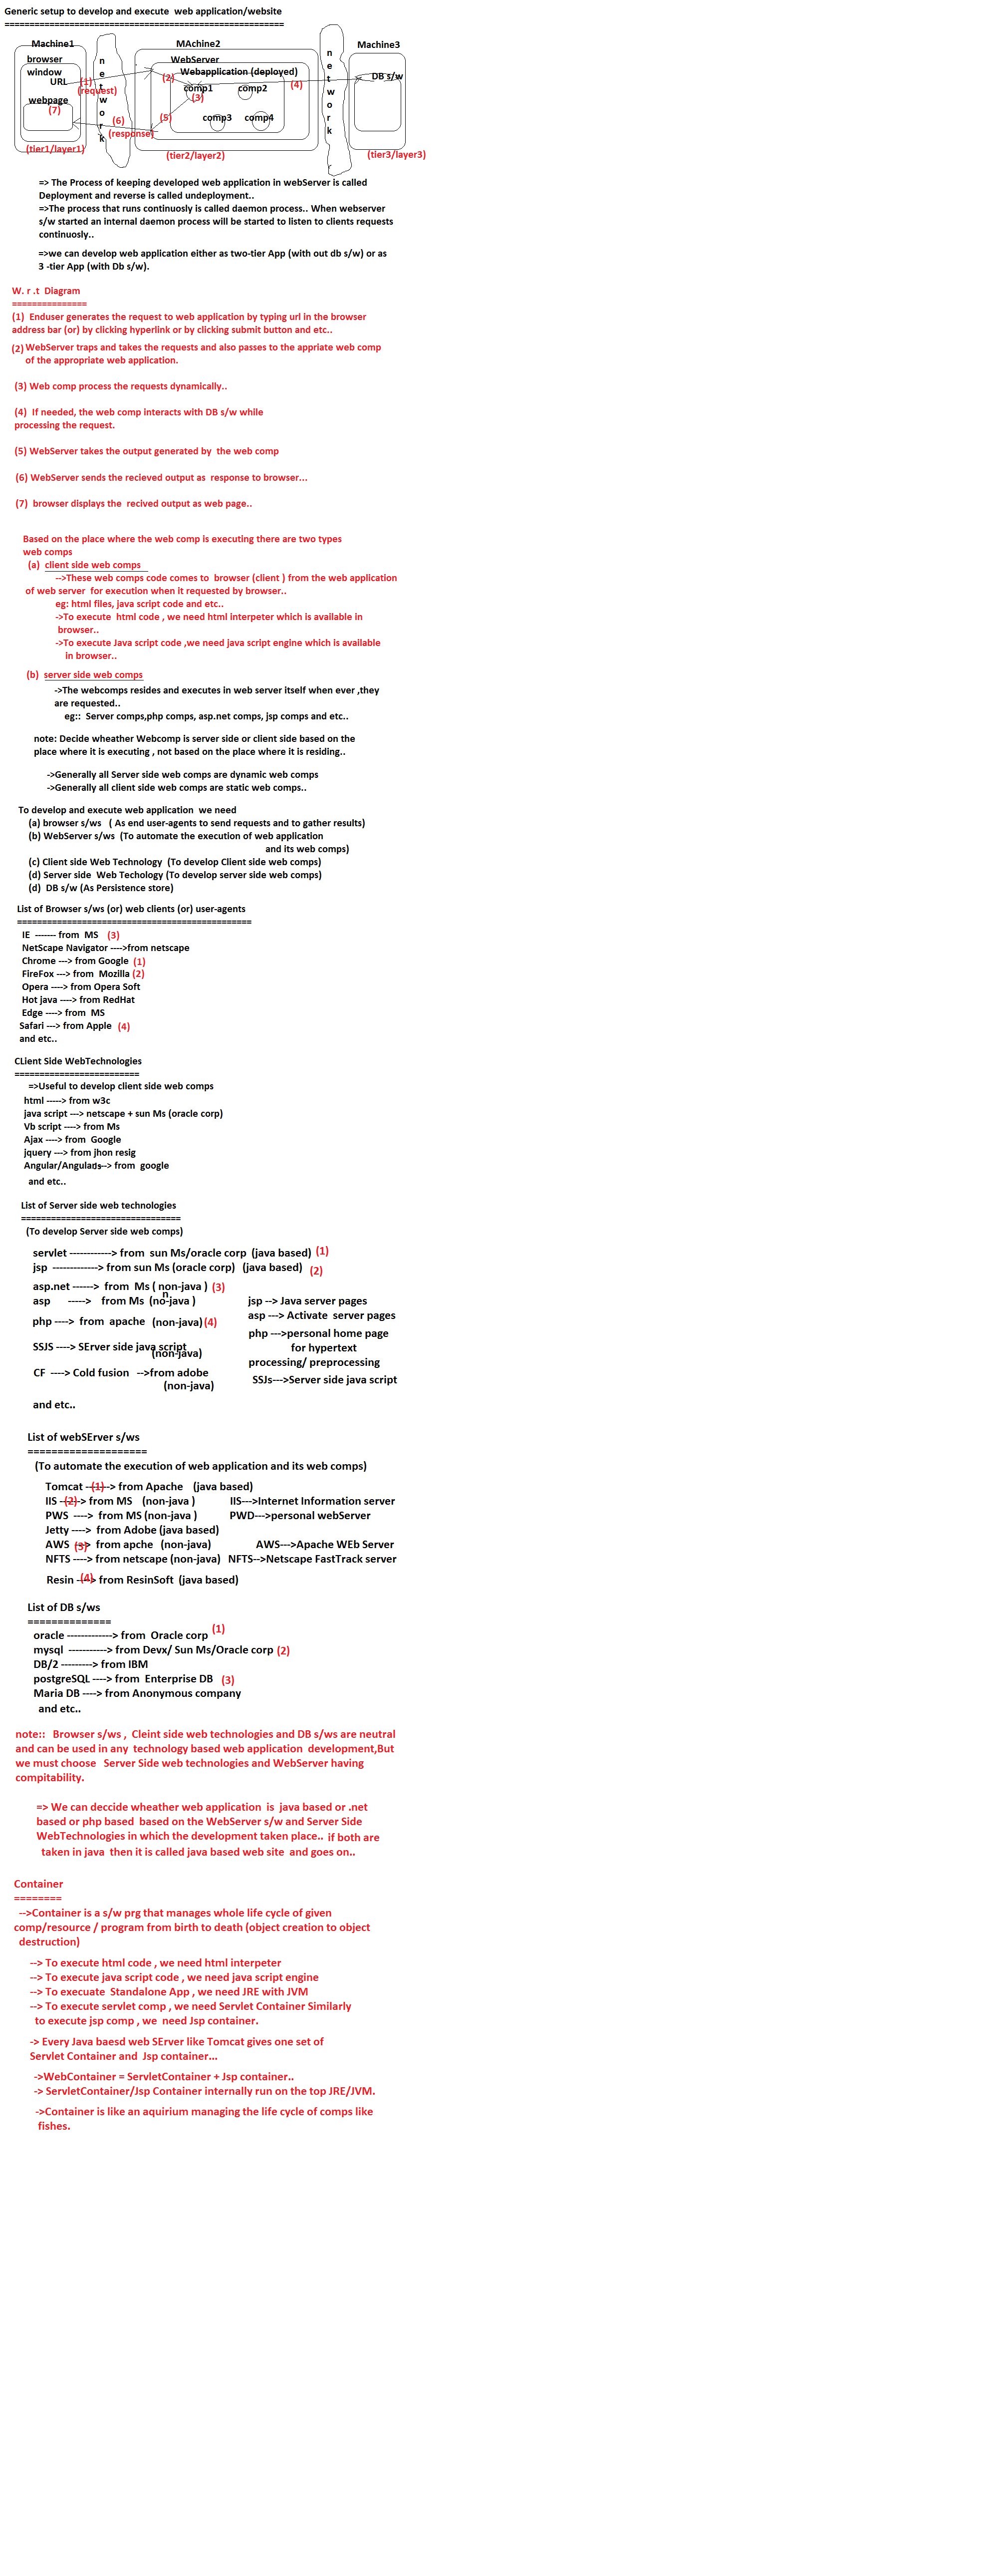 Generic setup to develop and execute  web application/website
========================================================
Machine1
MAchine2
Machine3
browser
window
URL
webpage
(7)
(tier1/layer1)
n
e
t
w
o
r
k
(1)
(request)
(6)
(response)
WebServer
Webapplication (deployed)
(2)
comp1
comp2
(3)
(4)
(5)
comp3
comp4
(tier2/layer2)
n
e
t
w
o
r
k
DB s/w
(tier3/layer3)
=> The Process of keeping developed web application in webServer is called
Deployment and reverse is called undeployment..
=>The process that runs continuosly is called daemon process.. When webserver
s/w started an internal daemon process will be started to listen to clients requests
continuosly..
=>we can develop web application either as two-tier App (with out db s/w) or as
3 -tier App (with Db s/w).
W. r .t  Diagram
===============
(1)  Enduser generates the request to web application by typing url in the browser
address bar (or) by clicking hyperlink or by clicking submit button and etc..
(2) WebServer traps and takes the requests and also passes to the appriate web comp
of the appropriate web application.
(3) Web comp process the requests dynamically..
(4)  If needed, the web comp interacts with DB s/w while
processing the request.
(5) WebServer takes the output generated by  the web comp
(6) WebServer sends the recieved output as  response to browser...
(7)  browser displays the  recived output as web page..
Based on the place where the web comp is executing there are two types
web comps
(a)  client side web comps
-->These web comps code comes to  browser (client ) from the web application
of web server  for execution when it requested by browser..
eg: html files, java script code and etc..
->To execute  html code , we need html interpeter which is available in
browser..
->To execute Java script code ,we need java script engine which is available
in browser..
(b)  server side web comps
->The webcomps resides and executes in web server itself when ever ,they
are requested..
eg::  Server comps,php comps, asp.net comps, jsp comps and etc..
note: Decide wheather Webcomp is server side or client side based on the
place where it is executing , not based on the place where it is residing..
->Generally all Server side web comps are dynamic web comps
->Generally all client side web comps are static web comps..
To develop and execute web application  we need
(a) browser s/ws   ( As end user-agents to send requests and to gather results)
(b) WebServer s/ws  (To automate the execution of web application
and its web comps)
(c) Client side Web Technology  (To develop Client side web comps)
(d) Server side  Web Techology (To develop server side web comps)
(d)  DB s/w (As Persistence store)
List of Browser s/ws (or) web clients (or) user-agents
===============================================
IE  ------- from  MS   (3)
NetScape Navigator ---->from netscape
Chrome ---> from Google  (1)
FireFox ---> from  Mozilla (2)
Opera ----> from Opera Soft
Hot java ----> from RedHat
Edge ----> from  MS
Safari ---> from Apple  (4)
and etc..
CLient Side WebTechnologies
=========================
=>Useful to develop client side web comps
html -----> from w3c
java script ---> netscape + sun Ms (oracle corp)
Vb script ----> from Ms
Ajax ----> from  Google
jquery ---> from jhon resig
Angular/AngularJs--> from  google
and etc..
List of Server side web technologies
================================
(To develop Server side web comps)
servlet ------------> from  sun Ms/oracle corp  (java based)  (1)
jsp  -------------> from sun Ms (oracle corp)   (java based)   (2)
asp.net ------>  from  Ms ( non-java )  (3)
asp      ----->    from Ms  (non-java )
jsp --> Java server pages
asp ---> Activate  server pages
php ---->  from  apache   (non-java) (4)
php --->personal home page
for hypertext
processing/ preprocessing
SSJS ----> SErver side java script
(non-java)
SSJs--->Server side java script
CF  ----> Cold fusion   -->from adobe
(non-java)
and etc..
List of webSErver s/ws
====================
(To automate the execution of web application and its web comps)
Tomcat --(1)--> from Apache    (java based)
IIS --(2)--> from MS    (non-java )            IIS--->Internet Information server
PWS  ---->  from MS (non-java )            PWD--->personal webServer
Jetty ---->  from Adobe (java based)
AWS  --(3)-->  from apche   (non-java)               AWS--->Apache WEb Server
NFTS ----> from netscape (non-java)   NFTS-->Netscape FastTrack server
Resin --(4)--> from ResinSoft  (java based)
List of DB s/ws
==============
oracle -------------> from  Oracle corp  (1)
mysql  -----------> from Devx/ Sun Ms/Oracle corp  (2)
DB/2 ---------> from IBM
postgreSQL ----> from  Enterprise DB   (3)
Maria DB ----> from Anonymous company
and etc..
note::   Browser s/ws ,  Cleint side web technologies and DB s/ws are neutral
and can be used in any  technology based web application  development,But
we must choose   Server Side web technologies and WebServer having
compitability.
=> We can deccide wheather web application  is  java based or .net
based or php based  based on the WebServer s/w and Server Side
WebTechnologies in which the development taken place..  if both are
taken in java  then it is called java based web site  and goes on..
Container
========
-->Container is a s/w prg that manages whole life cycle of given
comp/resource / program from birth to death (object creation to object
destruction)
--> To execute html code , we need html interpeter
--> To execute java script code , we need java script engine
--> To execuate  Standalone App , we need JRE with JVM
--> To execute servlet comp , we need Servlet Container Similarly
to execute jsp comp , we  need Jsp container.
-> Every Java baesd web SErver like Tomcat gives one set of
Servlet Container and  Jsp container...
->WebContainer = ServletContainer + Jsp container..
-> ServletContainer/Jsp Container internally run on the top JRE/JVM.
->Container is like an aquirium managing the life cycle of comps like
fishes.